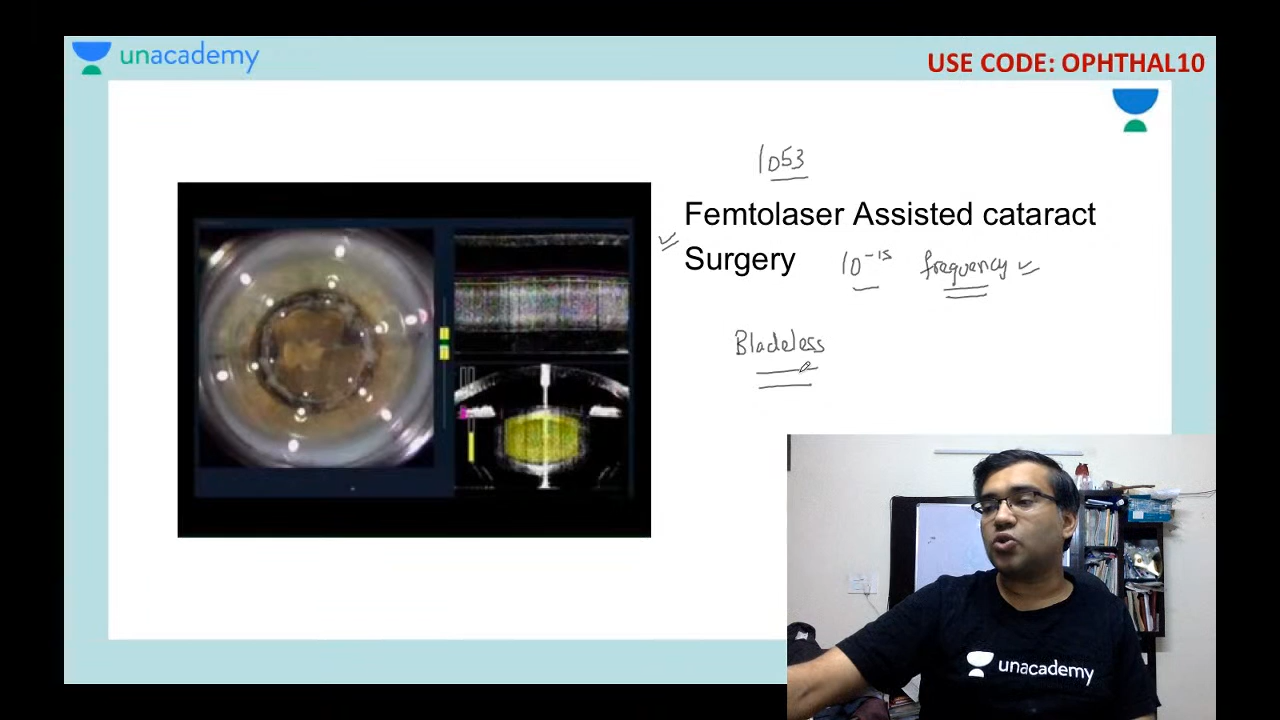 unacademy
USE CODE: OPHTHAL10
1053
Femtolaser Assisted cataract
Surgery
10⁻¹⁵ frequency
Bladeless
unacademy